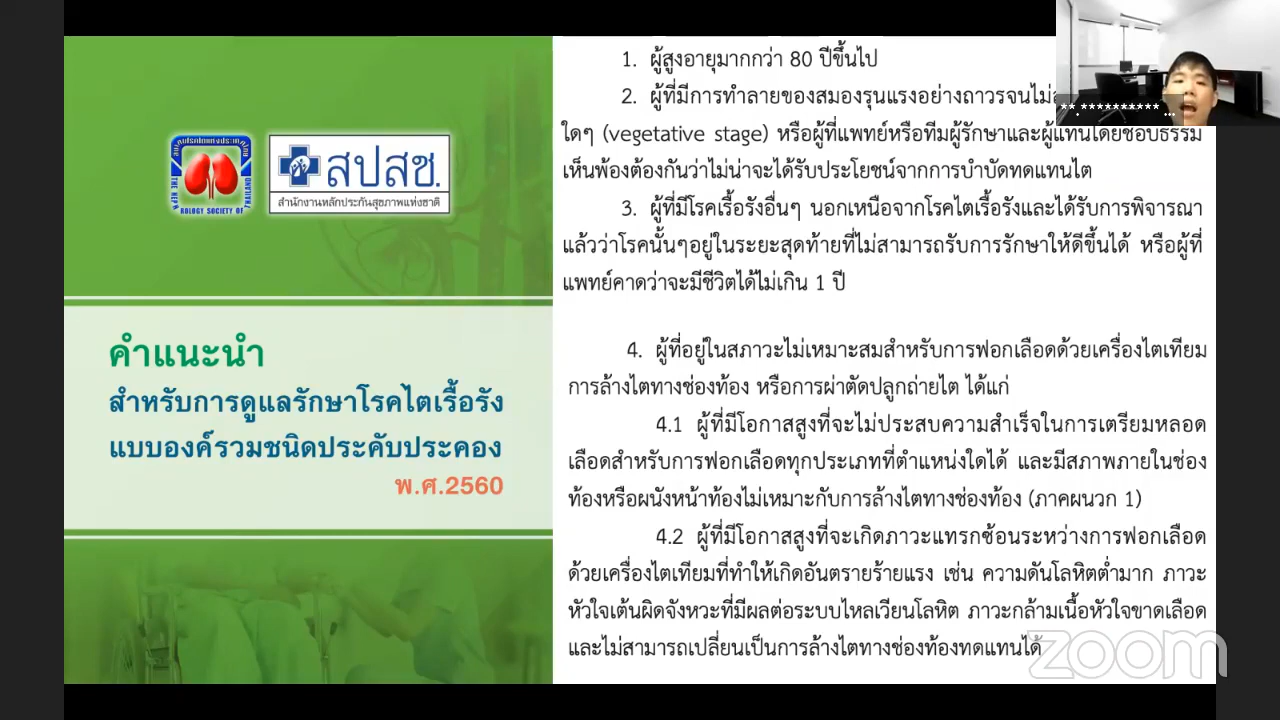 สมาคมโรคไตแห่งประเทศไทย
THE NEPHROLOGY SOCIETY OF THAILAND
สปสช.
สำนักงานหลักประกันสุขภาพแห่งชาติ
คำแนะนำ
สำหรับการดูแลรักษาโรคไตเรื้อรัง
แบบองค์รวมชนิดประคับประคอง
พ.ศ.2560
1. ผู้สูงอายุมากกว่า 80 ปีขึ้นไป
2. ผู้ที่มีการทำลายของสมองรุนแรงอย่างถาวรจนไม่
ใดๆ (vegetative stage) หรือผู้ที่แพทย์หรือทีมผู้รักษาและผู้แทนโดยชอบธรรม
เห็นพ้องต้องกันว่าไม่น่าจะได้รับประโยชน์จากการบำบัดทดแทนไต
3. ผู้ที่มีโรคเรื้อรังอื่นๆ นอกเหนือจากโรคไตเรื้อรังและได้รับการพิจารณา
แล้วว่าโรคนั้นๆอยู่ในระยะสุดท้ายที่ไม่สามารถรับการรักษาให้ดีขึ้นได้ หรือผู้ที่
แพทย์คาดว่าจะมีชีวิตได้ไม่เกิน 1 ปี
4. ผู้ที่อยู่ในสภาวะไม่เหมาะสมสำหรับการฟอกเลือดด้วยเครื่องไตเทียม
การล้างไตทางช่องท้อง หรือการผ่าตัดปลูกถ่ายไต ได้แก่
4.1 ผู้ที่มีโอกาสสูงที่จะไม่ประสบความสำเร็จในการเตรียมหลอด
เลือดสำหรับการฟอกเลือดทุกประเภทที่ตำแหน่งใดได้ และมีสภาพภายในช่อง
ท้องหรือผนังหน้าท้องไม่เหมาะกับการล้างไตทางช่องท้อง (ภาคผนวก 1)
4.2 ผู้ที่มีโอกาสสูงที่จะเกิดภาวะแทรกซ้อนระหว่างการฟอกเลือด
ด้วยเครื่องไตเทียมที่ทำให้เกิดอันตรายร้ายแรง เช่น ความดันโลหิตต่ำมาก ภาวะ
หัวใจเต้นผิดจังหวะที่มีผลต่อระบบไหลเวียนโลหิต ภาวะกล้ามเนื้อหัวใจขาดเลือด
และไม่สามารถเปลี่ยนเป็นการล้างไตทางช่องท้องทดแทนได้
**.********** ...
zoom